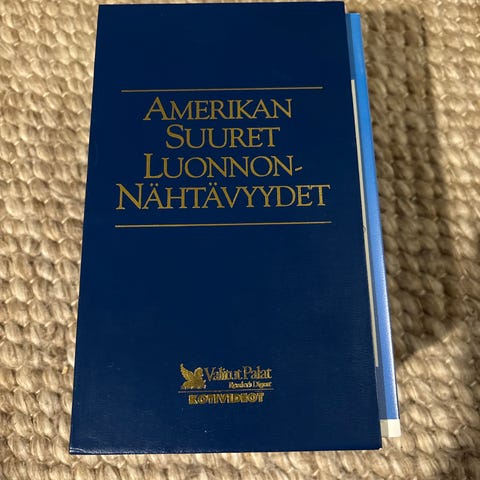 AMERIKAN
SUURET
LUONNON-
NÄHTÄVYYDET
Valitut Palat
Reader's Digest
KOTIVIDEOT